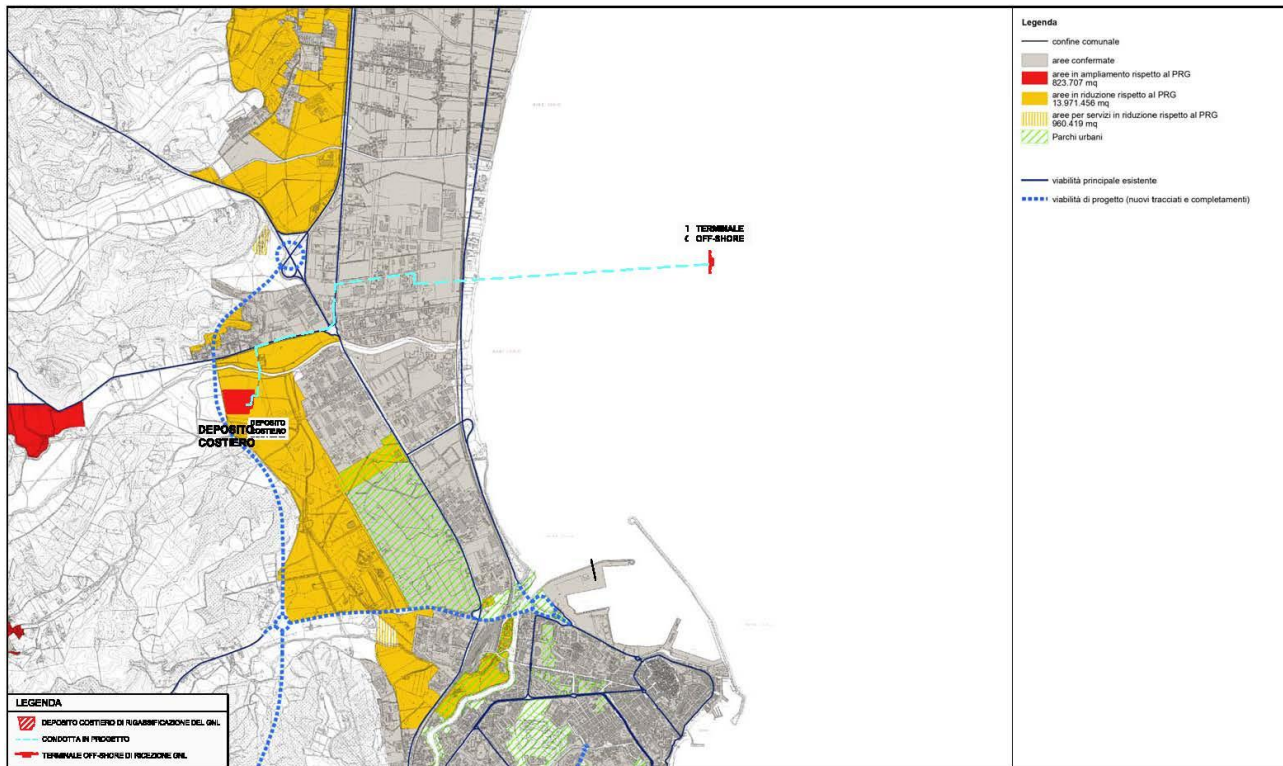 Legenda
confine comunale
aree confermate
aree in ampliamento rispetto al PRG
823.707 mq
aree in riduzione rispetto al PRG
13.971.456 mq
aree per servizi in riduzione rispetto al PRG
960.419 mq
Parchi urbani
viabilità principale esistente
viabilità di progetto (nuovi tracciati e completamenti)
TERMINALE
OFF-SHORE
DEPOSITO
COSTIERO
DEPOSITO
COSTIERO
LEGENDA
DEPOSITO COSTIERO DI RIGASSIFICAZIONE DEL GNL
CONDOTTA IN PROGETTO
TERMINALE OFF-SHORE DI RICEZIONE GNL